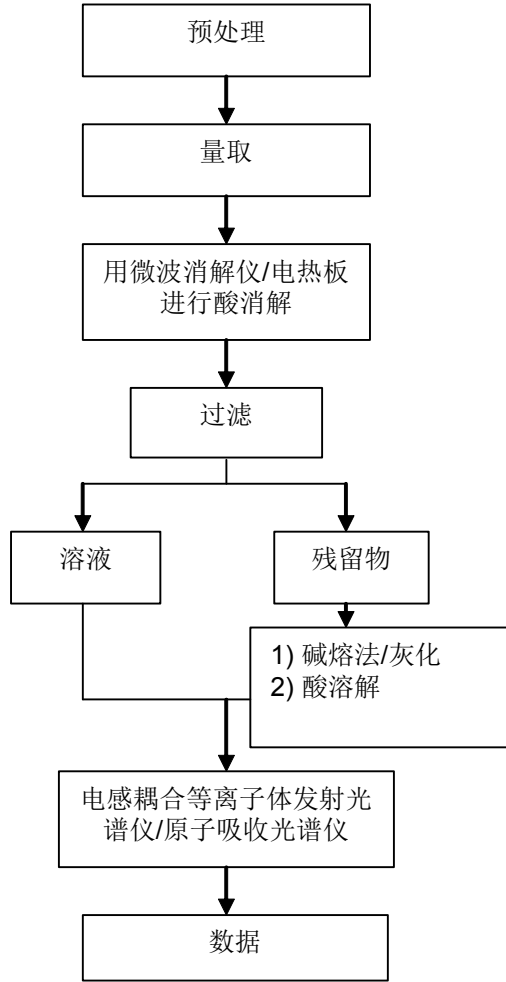 预处理
量取
用微波消解仪/电热板
进行酸消解
过滤
溶液
残留物
1) 碱熔法/灰化
2) 酸溶解
电感耦合等离子体发射光
谱仪/原子吸收光谱仪
数据